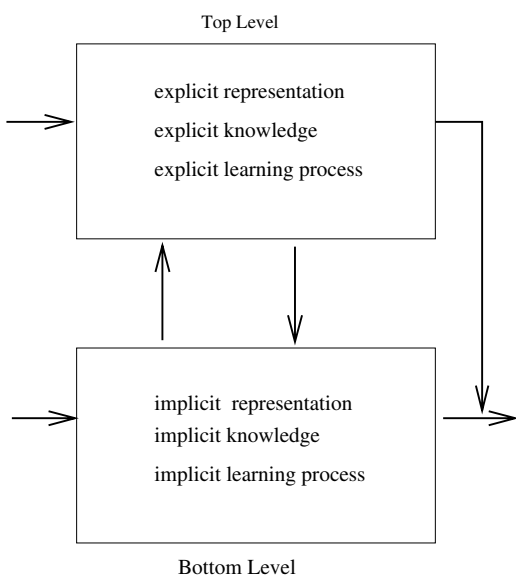 Top Level
explicit representation
explicit knowledge
explicit learning process
implicit representation
implicit knowledge
implicit learning process
Bottom Level